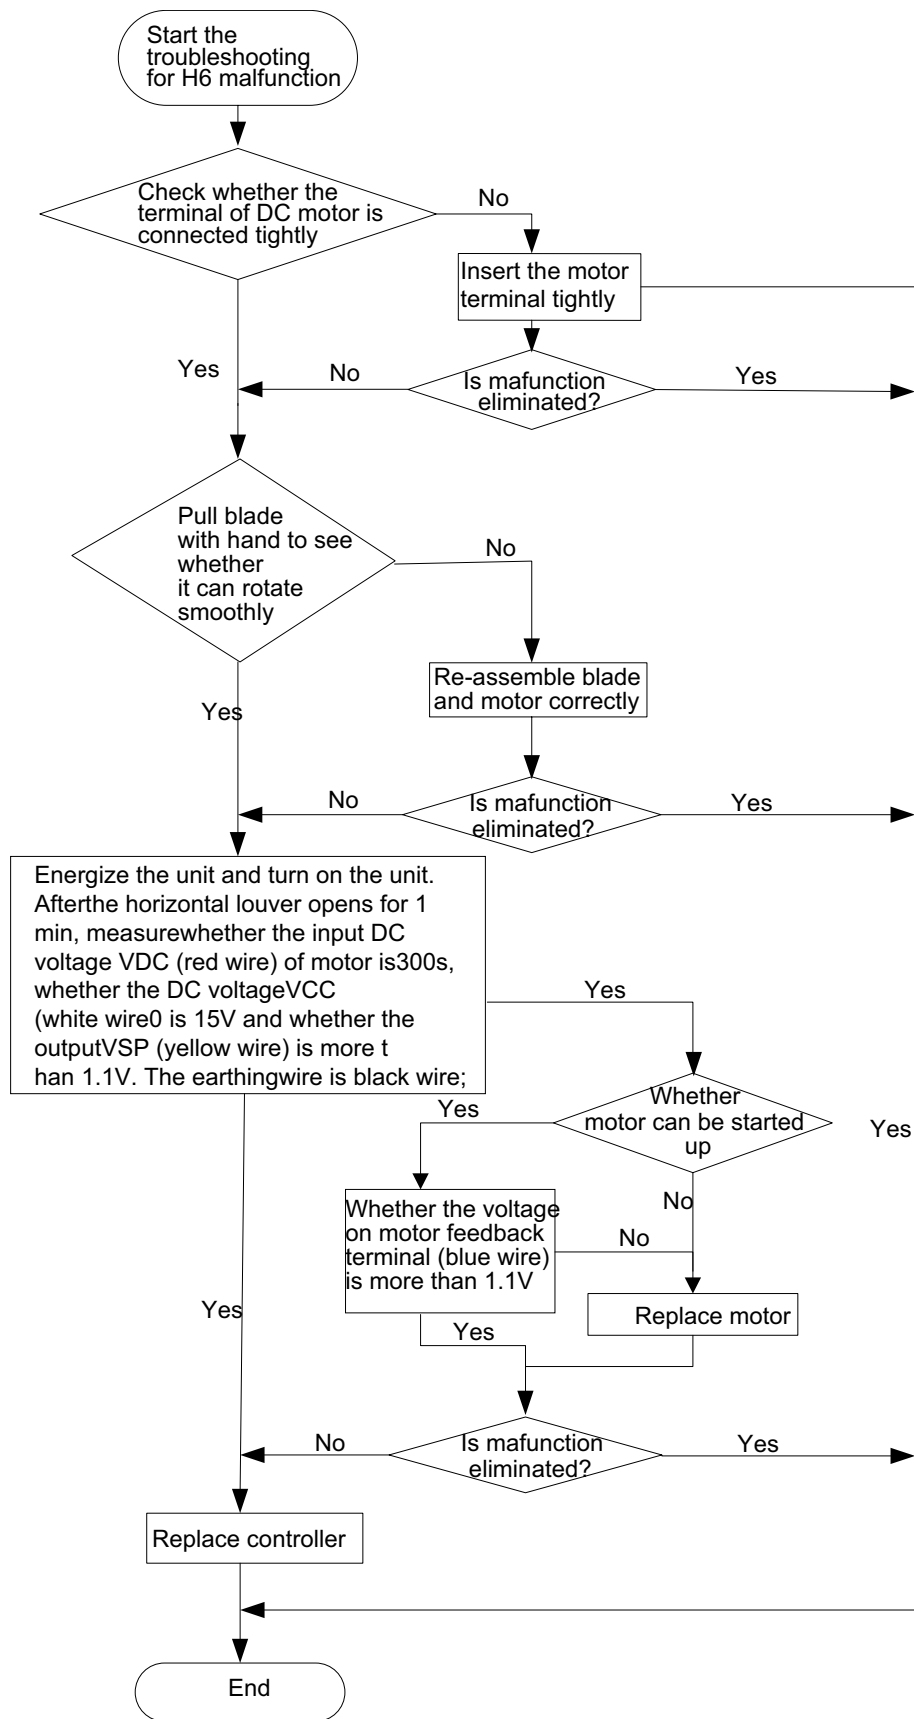 Start the
troubleshooting
for H6 malfunction
Check whether the
terminal of DC motor is
connected tightly
No
Insert the motor
terminal tightly
Yes
No
Is mafunction
eliminated?
Yes
Pull blade
with hand to see
whether
it can rotate
smoothly
No
Re-assemble blade
and motor correctly
Yes
No
Is mafunction
eliminated?
Yes
Energize the unit and turn on the unit.
Afterthe horizontal louver opens for 1
min, measurewhether the input DC
voltage VDC (red wire) of motor is300s,
whether the DC voltageVCC
(white wire0 is 15V and whether the
outputVSP (yellow wire) is more t
han 1.1V. The earthingwire is black wire;
Yes
Whether
motor can be started
up
Yes
Yes
No
Whether the voltage
on motor feedback
terminal (blue wire)
is more than 1.1V
No
Replace motor
Yes
Yes
No
Is mafunction
eliminated?
Yes
Replace controller
End